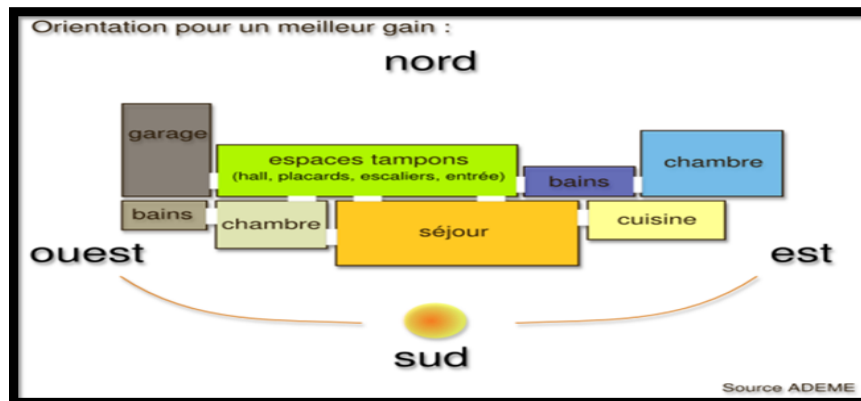 Orientation pour un meilleur gain :
nord
garage
espaces tampons
(hall, placards, escaliers, entrée)
bains
chambre
bains
chambre
séjour
cuisine
ouest
est
sud
Source ADEME